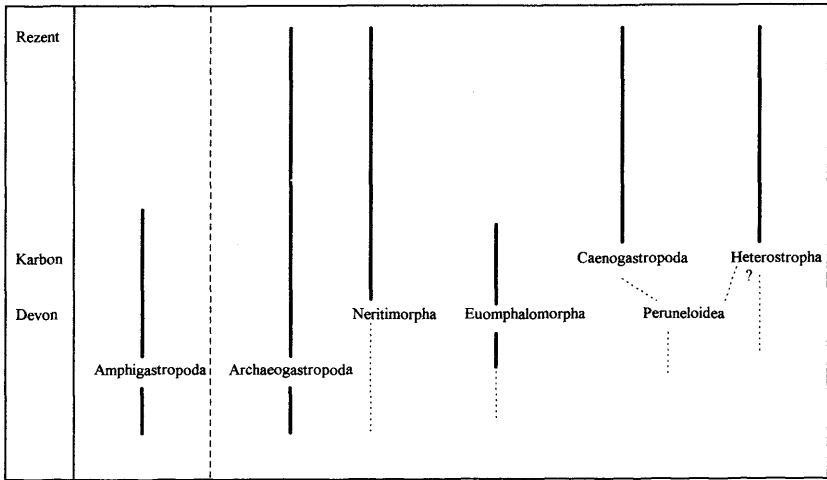 Rezent
Karbon
Caenogastropoda
Heterostropha
?
Devon
Neritimorpha
Euomphalomorpha
Peruneloidea
Amphigastropoda
Archaeogastropoda